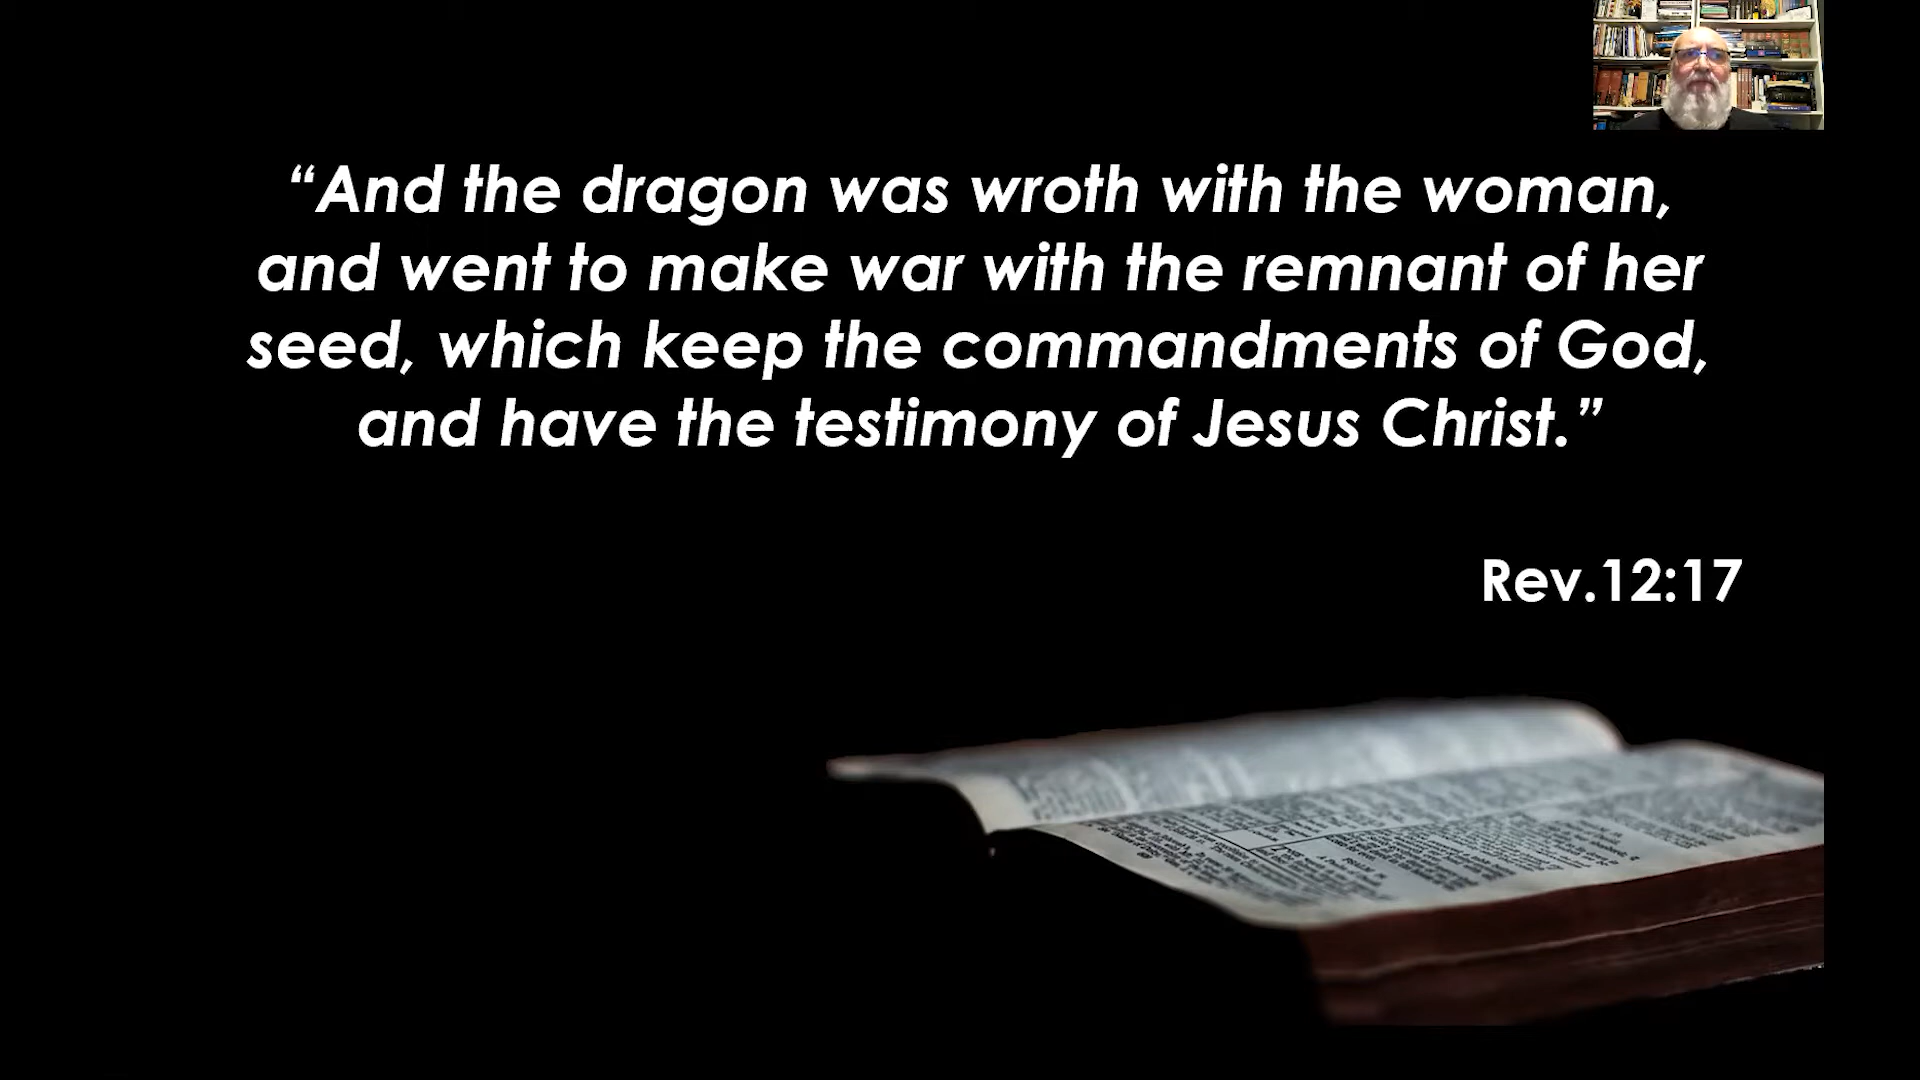 “And the dragon was wroth with the woman,
and went to make war with the remnant of her
seed, which keep the commandments of God,
and have the testimony of Jesus Christ.”
Rev.12:17